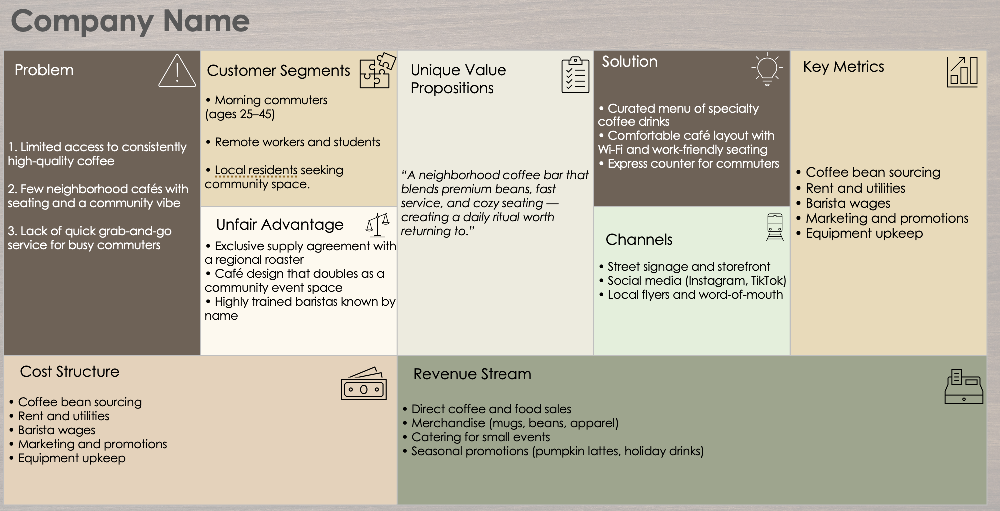 Company Name
Problem
1. Limited access to consistently
high-quality coffee
2. Few neighborhood cafés with
seating and a community vibe
3. Lack of quick grab-and-go
service for busy commuters
Customer Segments
• Morning commuters
(ages 25–45)
• Remote workers and students
• Local residents seeking
community space.
Unfair Advantage
• Exclusive supply agreement with
a regional roaster
• Café design that doubles as a
community event space
• Highly trained baristas known by
name
Unique Value
Propositions
“A neighborhood coffee bar that
blends premium beans, fast
service, and cozy seating —
creating a daily ritual worth
returning to.”
Solution
• Curated menu of specialty
coffee drinks
• Comfortable café layout with
Wi-Fi and work-friendly seating
• Express counter for commuters
Channels
• Street signage and storefront
• Social media (Instagram, TikTok)
• Local flyers and word-of-mouth
Key Metrics
• Coffee bean sourcing
• Rent and utilities
• Barista wages
• Marketing and promotions
• Equipment upkeep
Cost Structure
• Coffee bean sourcing
• Rent and utilities
• Barista wages
• Marketing and promotions
• Equipment upkeep
Revenue Stream
• Direct coffee and food sales
• Merchandise (mugs, beans, apparel)
• Catering for small events
• Seasonal promotions (pumpkin lattes, holiday drinks)